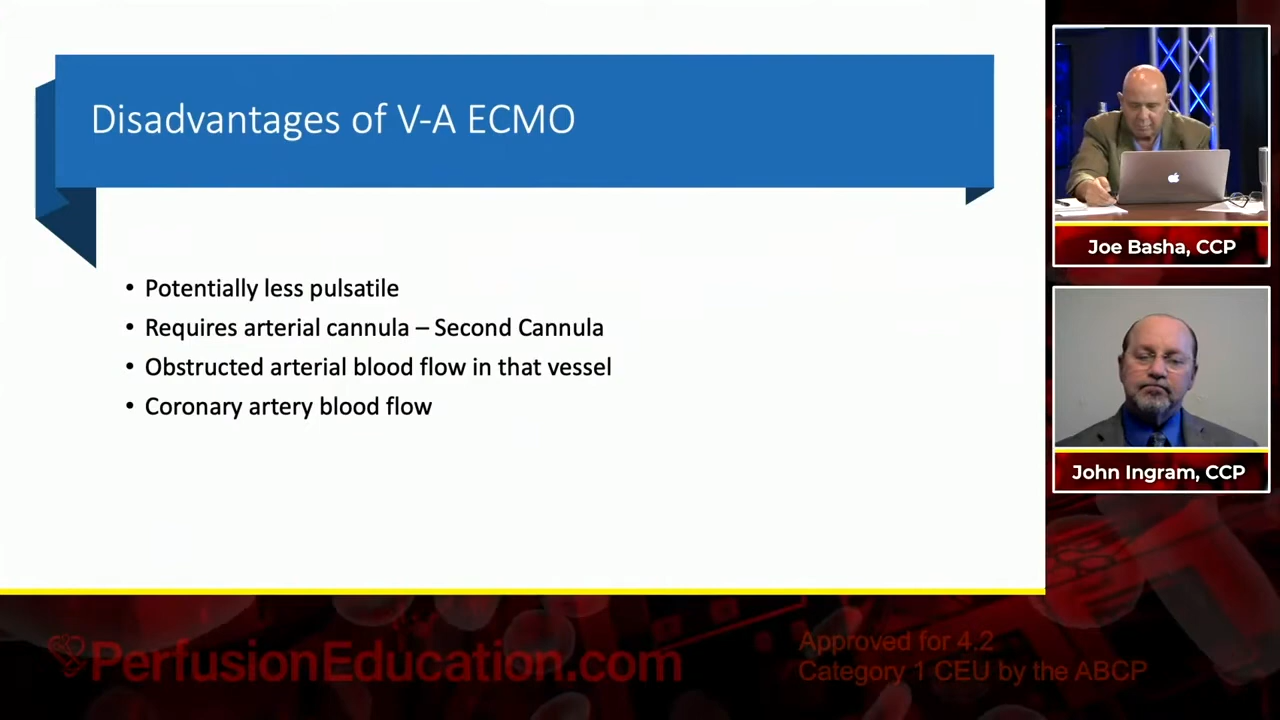 Disadvantages of V-A ECMO
• Potentially less pulsatile
• Requires arterial cannula – Second Cannula
• Obstructed arterial blood flow in that vessel
• Coronary artery blood flow
Joe Basha, CCP
John Ingram, CCP
PerfusionEducation.com
Approved for 4.2
Category 1 CEU by the ABCP